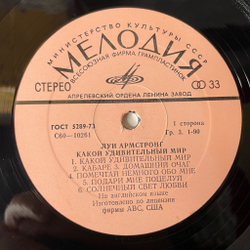 МИНИСТЕРСТВО КУЛЬТУРЫ СССР
МЕЛОДИЯ
ВСЕСОЮЗНАЯ ФИРМА ГРАМПЛАСТИНОК
СТЕРЕО 33
АПРЕЛЕВСКИЙ ОРДЕНА ЛЕНИНА ЗАВОД
ГОСТ 5289-73 1 сторона
С60—10261 Гр. 3. 1-90
ЛУИ АРМСТРОНГ
КАКОЙ УДИВИТЕЛЬНЫЙ МИР
1. КАКОЙ УДИВИТЕЛЬНЫЙ МИР
2. КАБАРЕ 3. ДОМАШНИЙ ОЧАГ
4. ПОМЕЧТАЙ НЕМНОГО ОБО МНЕ
5. ПОДАРИ МНЕ ПОЦЕЛУЙ
6. СОЛНЕЧНЫЙ СВЕТ ЛЮБВИ
На английском языке
Изготовлено по лицензии
фирмы ABC, США